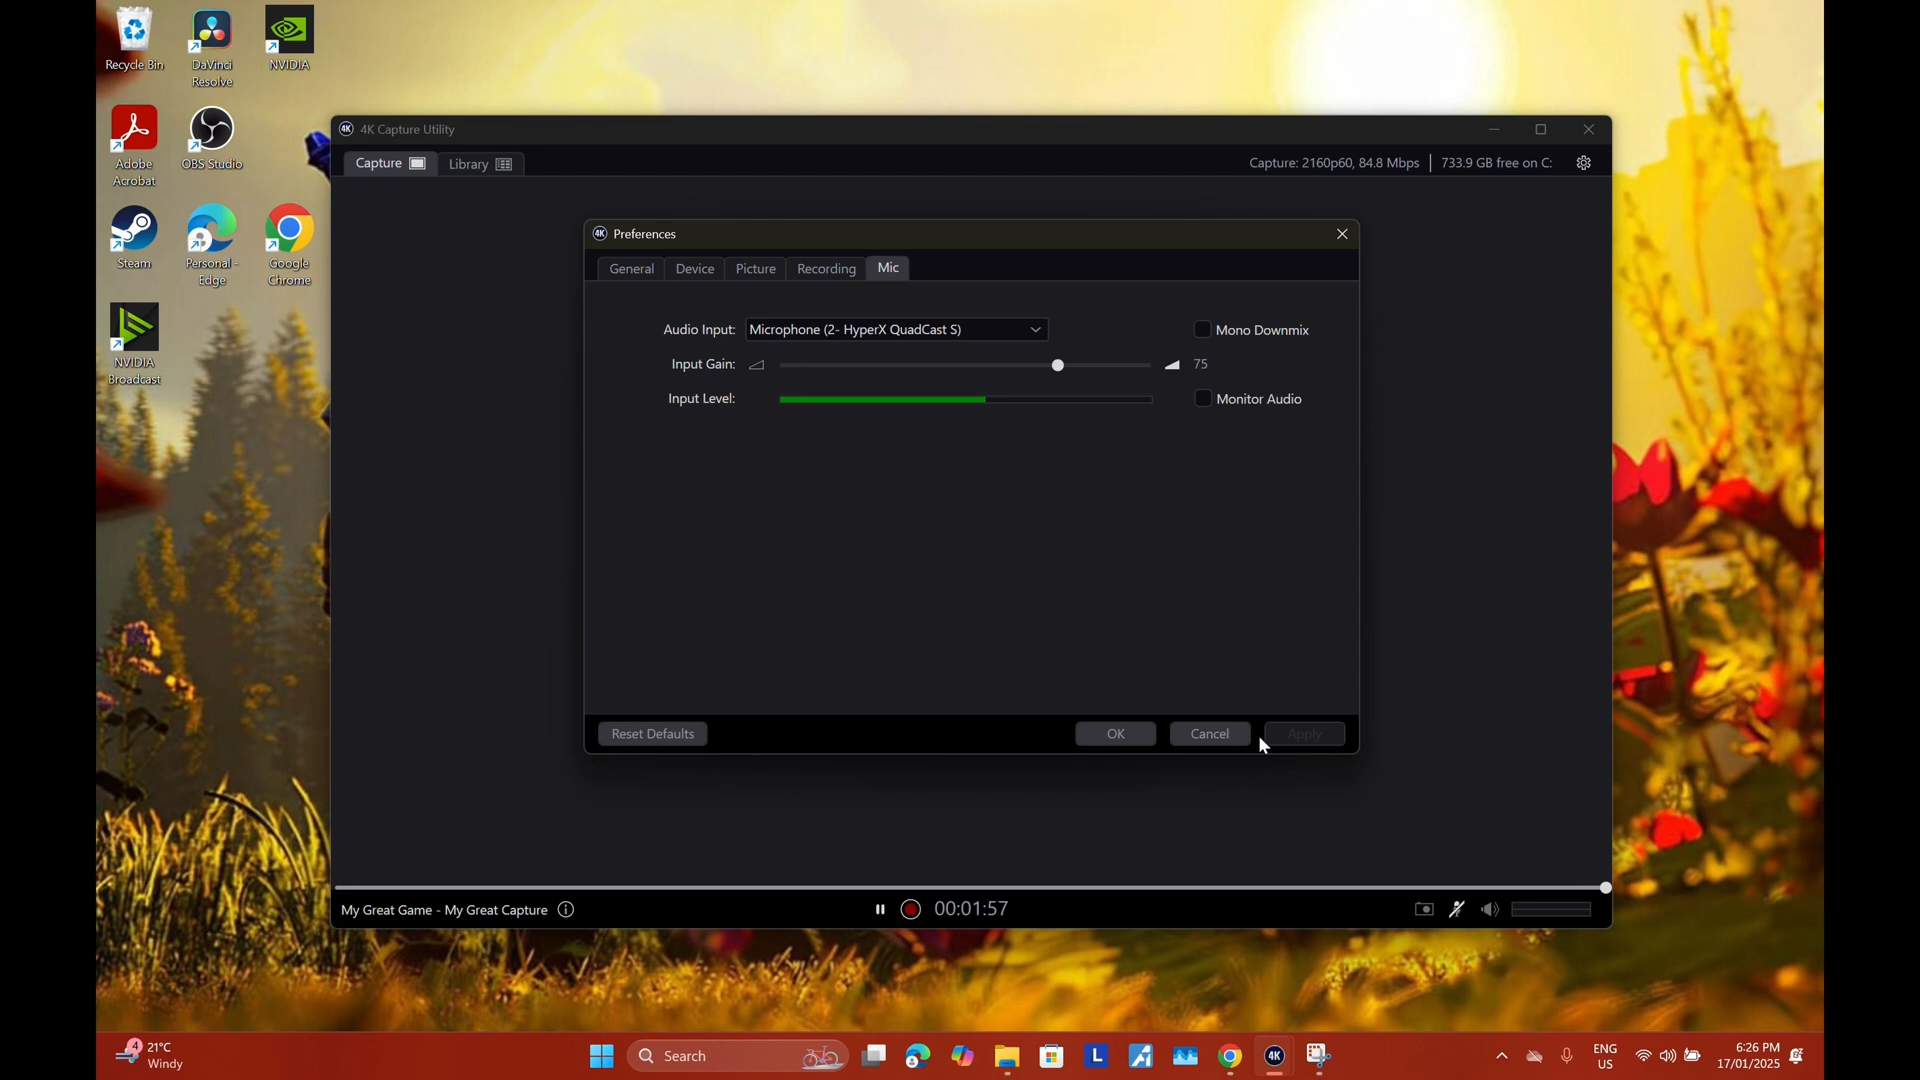 Recycle Bin
DaVinci
Resolve
NVIDIA
Adobe
Acrobat
OBS Studio
Steam
Personal -
Edge
Google
Chrome
NVIDIA
Broadcast
4K 4K Capture Utility
Capture
Library
Capture: 2160p60, 84.8 Mbps
733.9 GB free on C:
4K Preferences
General
Device
Picture
Recording
Mic
Audio Input:
Microphone (2- HyperX QuadCast S)
Mono Downmix
Input Gain:
75
Input Level:
Monitor Audio
Reset Defaults
OK
Cancel
Apply
My Great Game - My Great Capture
00:01:57
4
21°C
Windy
Search
L
4K
ENG
US
6:26 PM
17/01/2025